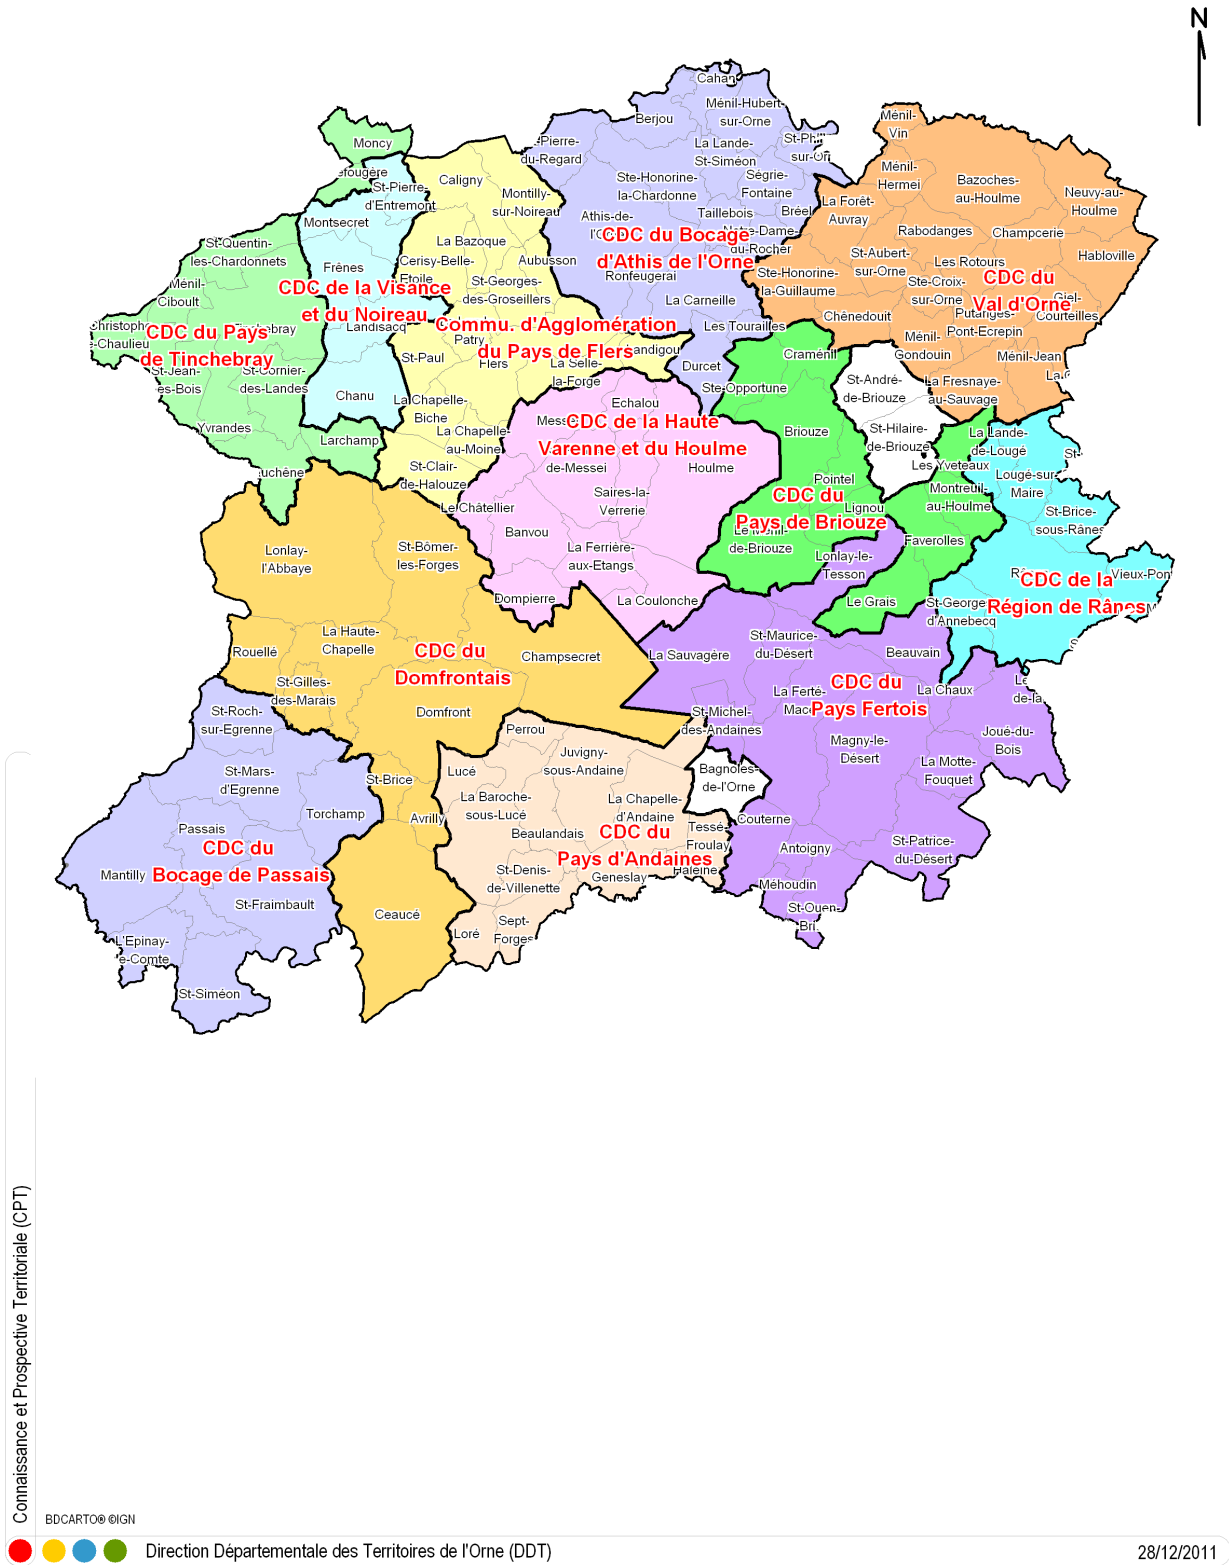 N
Cahan
Ménil-Hubert-
sur-Orne
Berjou
Moncy
-Pierre-
du-Regard
La Lande-
St-Siméon
Ménil-
Vin
Ménil-
Hermei
Bazoches-
au-Houlme
Neuvy-au-
Houlme
St-Pierre-
d'Entremont
Caligny
Montilly-
sur-Noireau
Ste-Honorine-
la-Chardonne
Ségrie-
Fontaine
La Forêt-
Auvray
Montsecret
Athis-de-
Taillebois
Bréel
Notre-Dame-
du-Rocher
Rabodanges
Champcerie
Habloville
St-Quentin-
les-Chardonnets
La Bazoque
Aubusson
CDC du Bocage
d'Athis de l'Orne
Ronfeugerai
St-Aubert-
sur-Orne
Les Rotours
Frênes
Cerisy-Belle-
Etoile
St-Georges-
des-Groseillers
Ste-Honorine-
la-Guillaume
Ste-Croix-
sur-Orne
CDC du
Val d'Orne
Ménil-
Ciboult
CDC de la Visance
et du Noireau
La Carneille
Chênedouit
Putanges-
Pont-Ecrepin
Giel-
Courteilles
CDC du Pays
de Tinchebray
Landisacq
Commu. d'Agglomération
du Pays de Flers
Les Tourailles
Ménil-
Gondouin
Ménil-Jean
St-Jean-
es-Bois
St-Cornier-
des-Landes
St-Paul
Flers
La Selle-
la-Forge
Landigou
Durcet
Craménil
Ste-Opportune
St-André-
de-Briouze
La Fresnaye-
au-Sauvage
Chanu
La Chapelle-
Biche
Echalou
Yvrandes
Larchamp
La Chapelle-
au-Moine
CDC de la Haute
Varenne et du Houlme
de-Messei
Houlme
Briouze
St-Hilaire-
de-Briouze
La Lande-
de-Lougé
Les Yveteaux
St-Clair-
de-Halouze
Pointel
Lougé-sur-
Maire
Montreuil-
au-Houlme
Le Châtellier
Saires-la-
Verrerie
CDC du
Pays de Briouze
Lignou
St-Brice-
sous-Rânes
Banvou
Le Ménil-
de-Briouze
Faverolles
Lonlay-
l'Abbaye
St-Bômer-
les-Forges
La Ferrière-
aux-Etangs
Lonlay-le-
Tesson
CDC de la
Région de Rânes
Vieux-Pont
Dompierre
La Coulonche
Le Grais
St-George
d'Annebecq
Rouellé
La Haute-
Chapelle
CDC du
Domfrontais
Champsecret
La Sauvagère
St-Maurice-
du-Désert
Beauvain
St-Gilles-
des-Marais
Domfront
CDC du
Pays Fertois
La Ferté-
La Chaux
St-Roch-
sur-Egrenne
Perrou
St-Michel-
des-Andaines
Magny-le-
Désert
Joué-du-
Bois
St-Mars-
d'Egrenne
St-Brice
Lucé
Juvigny-
sous-Andaine
Bagnoles-
de-l'Orne
La Motte-
Fouquet
Torchamp
Avrilly
La Baroche-
sous-Lucé
La Chapelle-
d'Andaine
Couterne
Passais
Beaulandais
CDC du
Pays d'Andaines
Tessé-
Froulay
Antoigny
St-Patrice-
du-Désert
CDC du
Bocage de Passais
Mantilly
St-Denis-
de-Villenette
Geneslay
Haleine
Méhoudin
St-Fraimbault
Ceaucé
Sept-
Forges
St-Ouen-
L'Epinay-
e-Comte
Loré
St-Siméon
Connaissance et Prospective Territoriale (CPT)
BDCARTO® ©IGN
Direction Départementale des Territoires de l'Orne (DDT)
28/12/2011